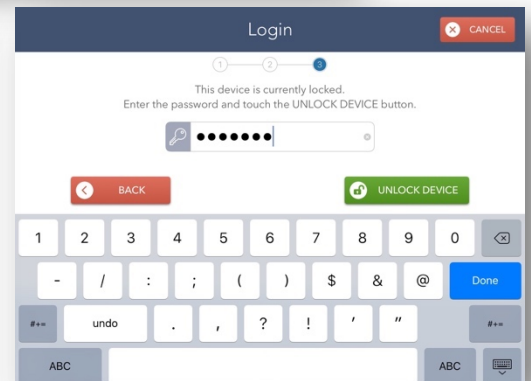 Login
CANCEL
1 2 3
This device is currently locked.
Enter the password and touch the UNLOCK DEVICE button.
BACK
UNLOCK DEVICE
1 2 3 4 5 6 7 8 9 0
- / : ; ( ) $ & @ Done
#+= undo . , ? ! ' " #+=
ABC ABC